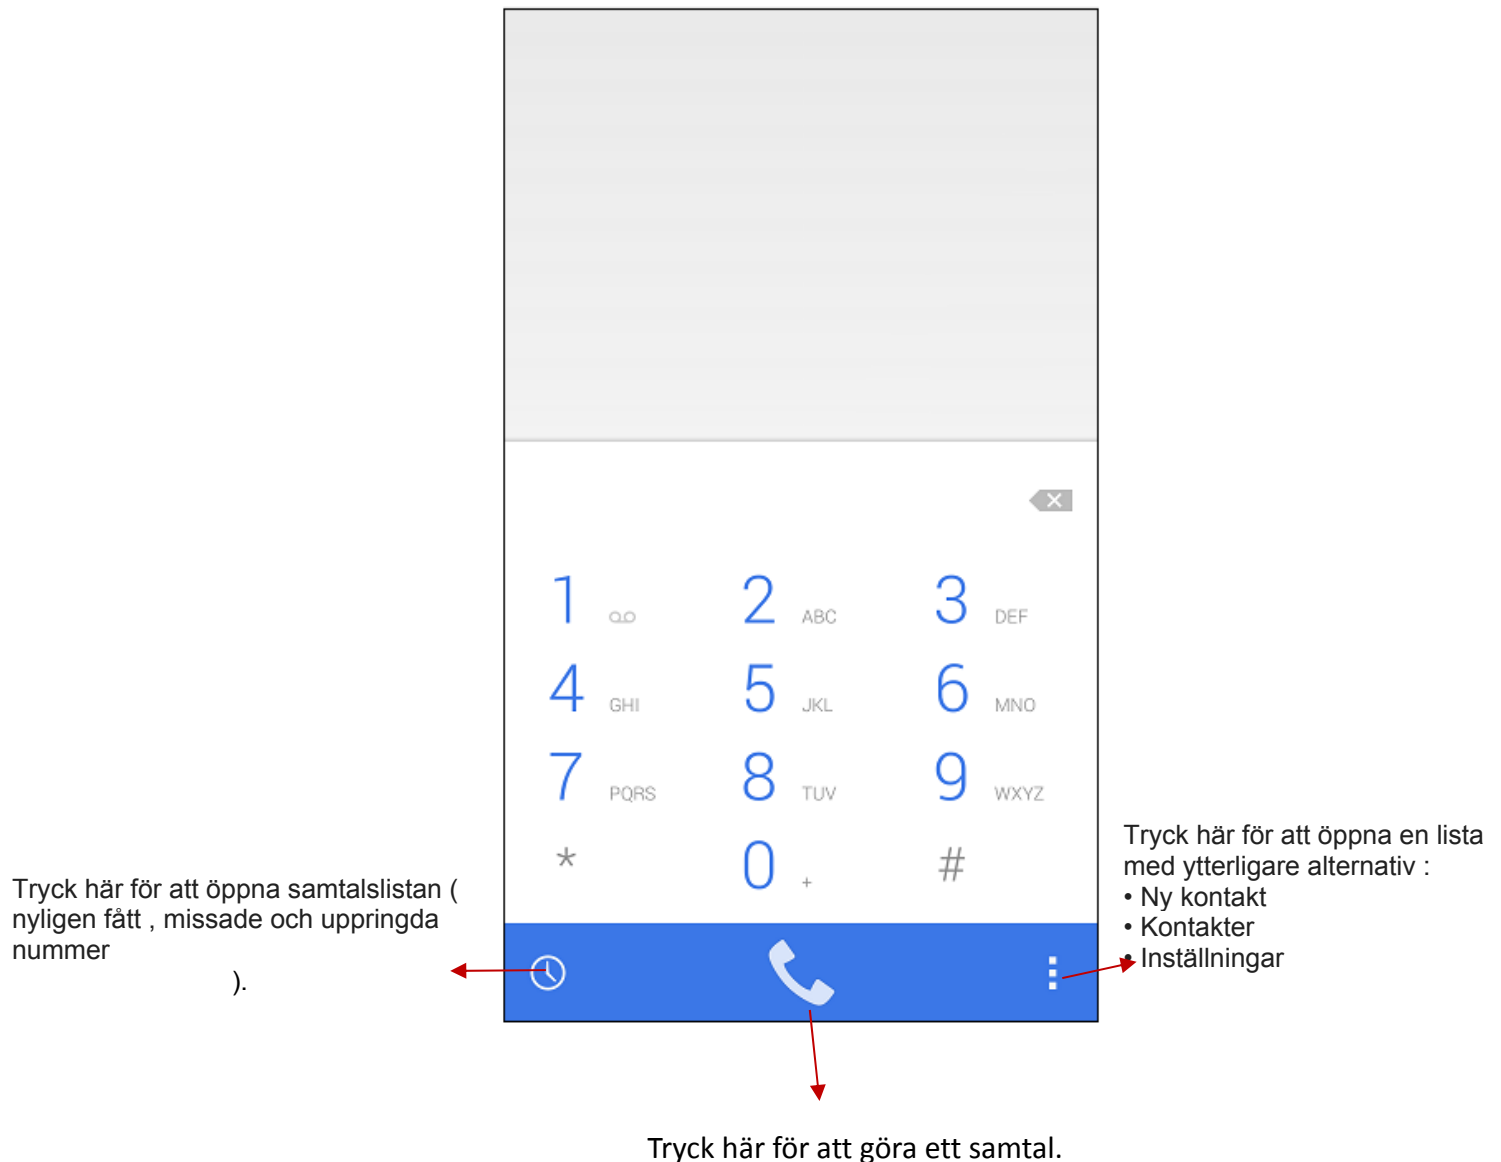 1
2 ABC
3 DEF
4 GHI
5 JKL
6 MNO
7 PQRS
8 TUV
9 WXYZ
*
0 +
#
Tryck här för att öppna samtalslistan (
nyligen fått , missade och uppringda
nummer
).
Tryck här för att öppna en lista
med ytterligare alternativ :
• Ny kontakt
• Kontakter
• Inställningar
Tryck här för att göra ett samtal.